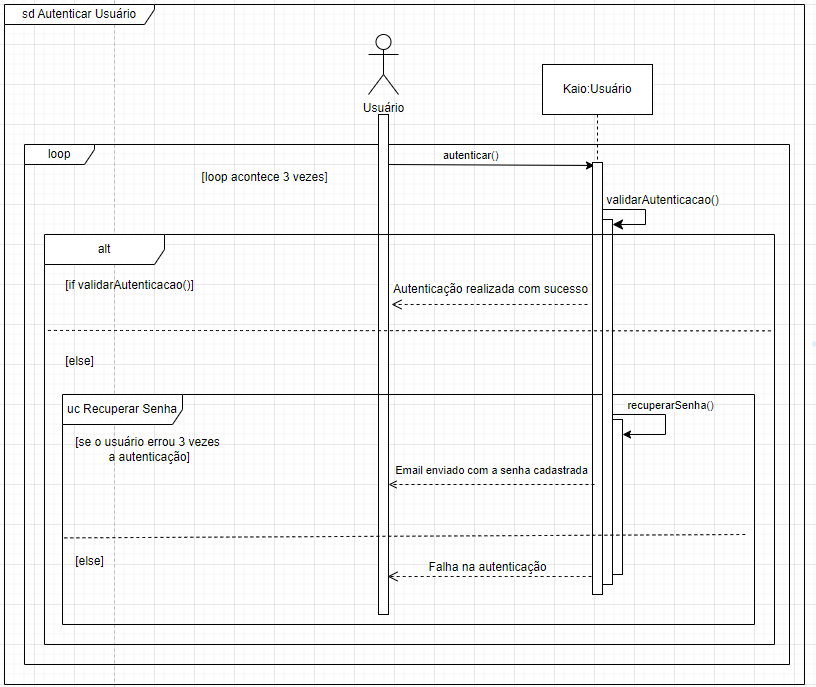 sd Autenticar Usuário
Usuário
Kaio:Usuário
loop
autenticar()
[loop acontece 3 vezes]
validarAutenticacao()
alt
[if validarAutenticacao()]
Autenticação realizada com sucesso
[else]
uc Recuperar Senha
recuperarSenha()
[se o usuário errou 3 vezes
a autenticação]
Email enviado com a senha cadastrada
[else]
Falha na autenticação